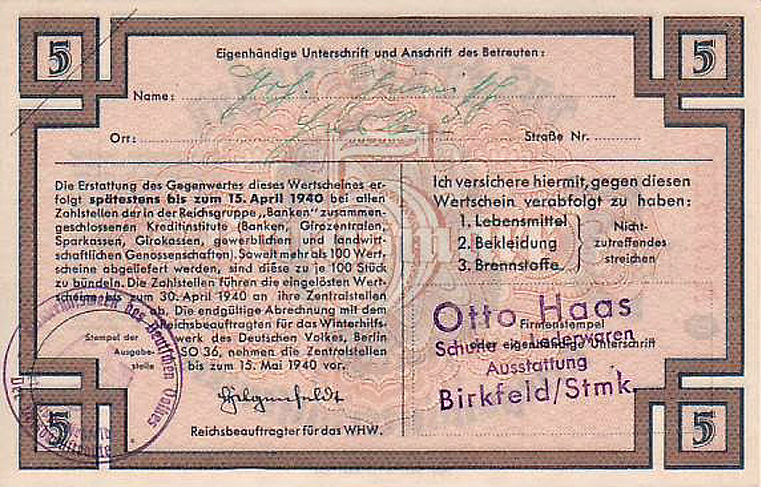 5
5
Eigenhändige Unterschrift und Anschrift des Betreuten:
Name:
Ort:
Straße Nr.
Die Erstattung des Gegenwertes dieses Wertscheines er-
folgt spätestens bis zum 15. April 1940 bei allen
Zahlstellen der in der Reichsgruppe „Banken" zusammen-
geschlossenen Kreditinstitute (Banken, Girozentralen,
Sparkassen, Girokassen, gewerblichen und landwirt-
schaftlichen Genossenschaften). Soweit mehr als 100 Wert-
scheine abgeliefert werden, sind diese zu je 100 Stück
zu bündeln. Die Zahlstellen führen die eingelösten Wert-
scheine bis zum 30. April 1940 an ihre Zentralstellen
ab. Die endgültige Abrechnung mit dem
Reichsbeauftragten für das Winterhilfs-
werk des Deutschen Volkes, Berlin
SO 36, nehmen die Zentralstellen
bis zum 15. Mai 1940 vor.
Stempel der
Ausgabe-
stelle
des Deutschen Volkes
Hilgenfeldt
Reichsbeauftragter für das WHW.
Ich versichere hiermit, gegen diesen
Wertschein verabfolgt zu haben:
1. Lebensmittel
2. Bekleidung
3. Brennstoffe
Nicht-
zutreffendes
streichen
Otto Haas
Firmenstempel
Schuhe u. Lederwaren
oder eigenhändige Unterschrift
Ausstattung
Birkfeld/Stmk.
5
5